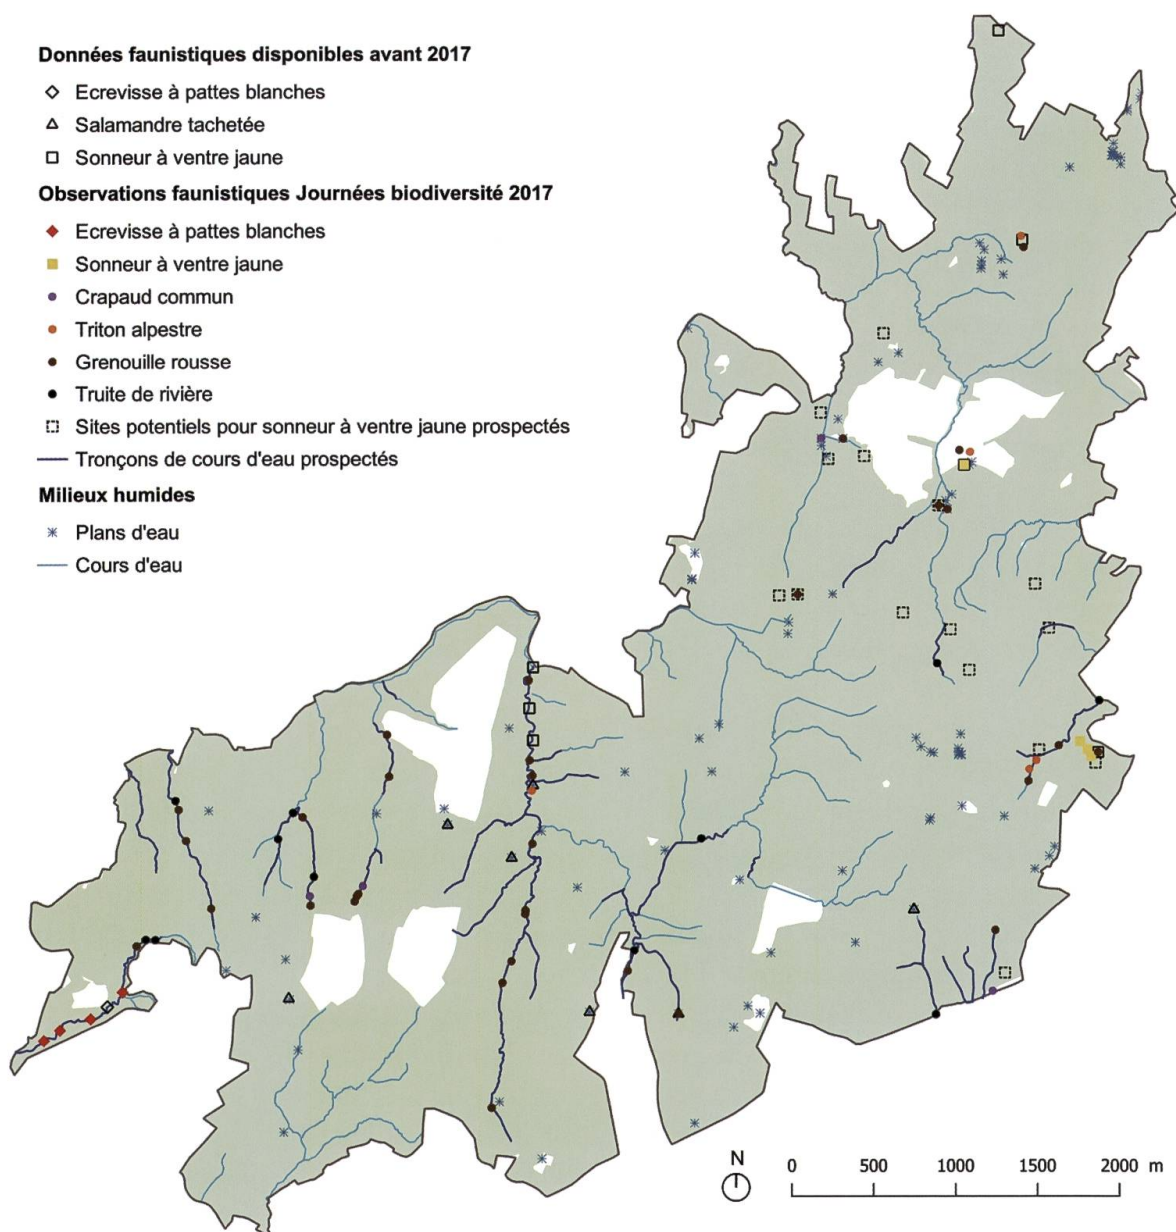 Données faunistiques disponibles avant 2017
Ecrevisse à pattes blanches
Salamandre tachetée
Sonneur à ventre jaune
Observations faunistiques Journées biodiversité 2017
Ecrevisse à pattes blanches
Sonneur à ventre jaune
Crapaud commun
Triton alpestre
Grenouille rousse
Truite de rivière
Sites potentiels pour sonneur à ventre jaune prospectés
Tronçons de cours d'eau prospectés
Milieux humides
Plans d'eau
Cours d'eau
N
0 500 1000 1500 2000 m